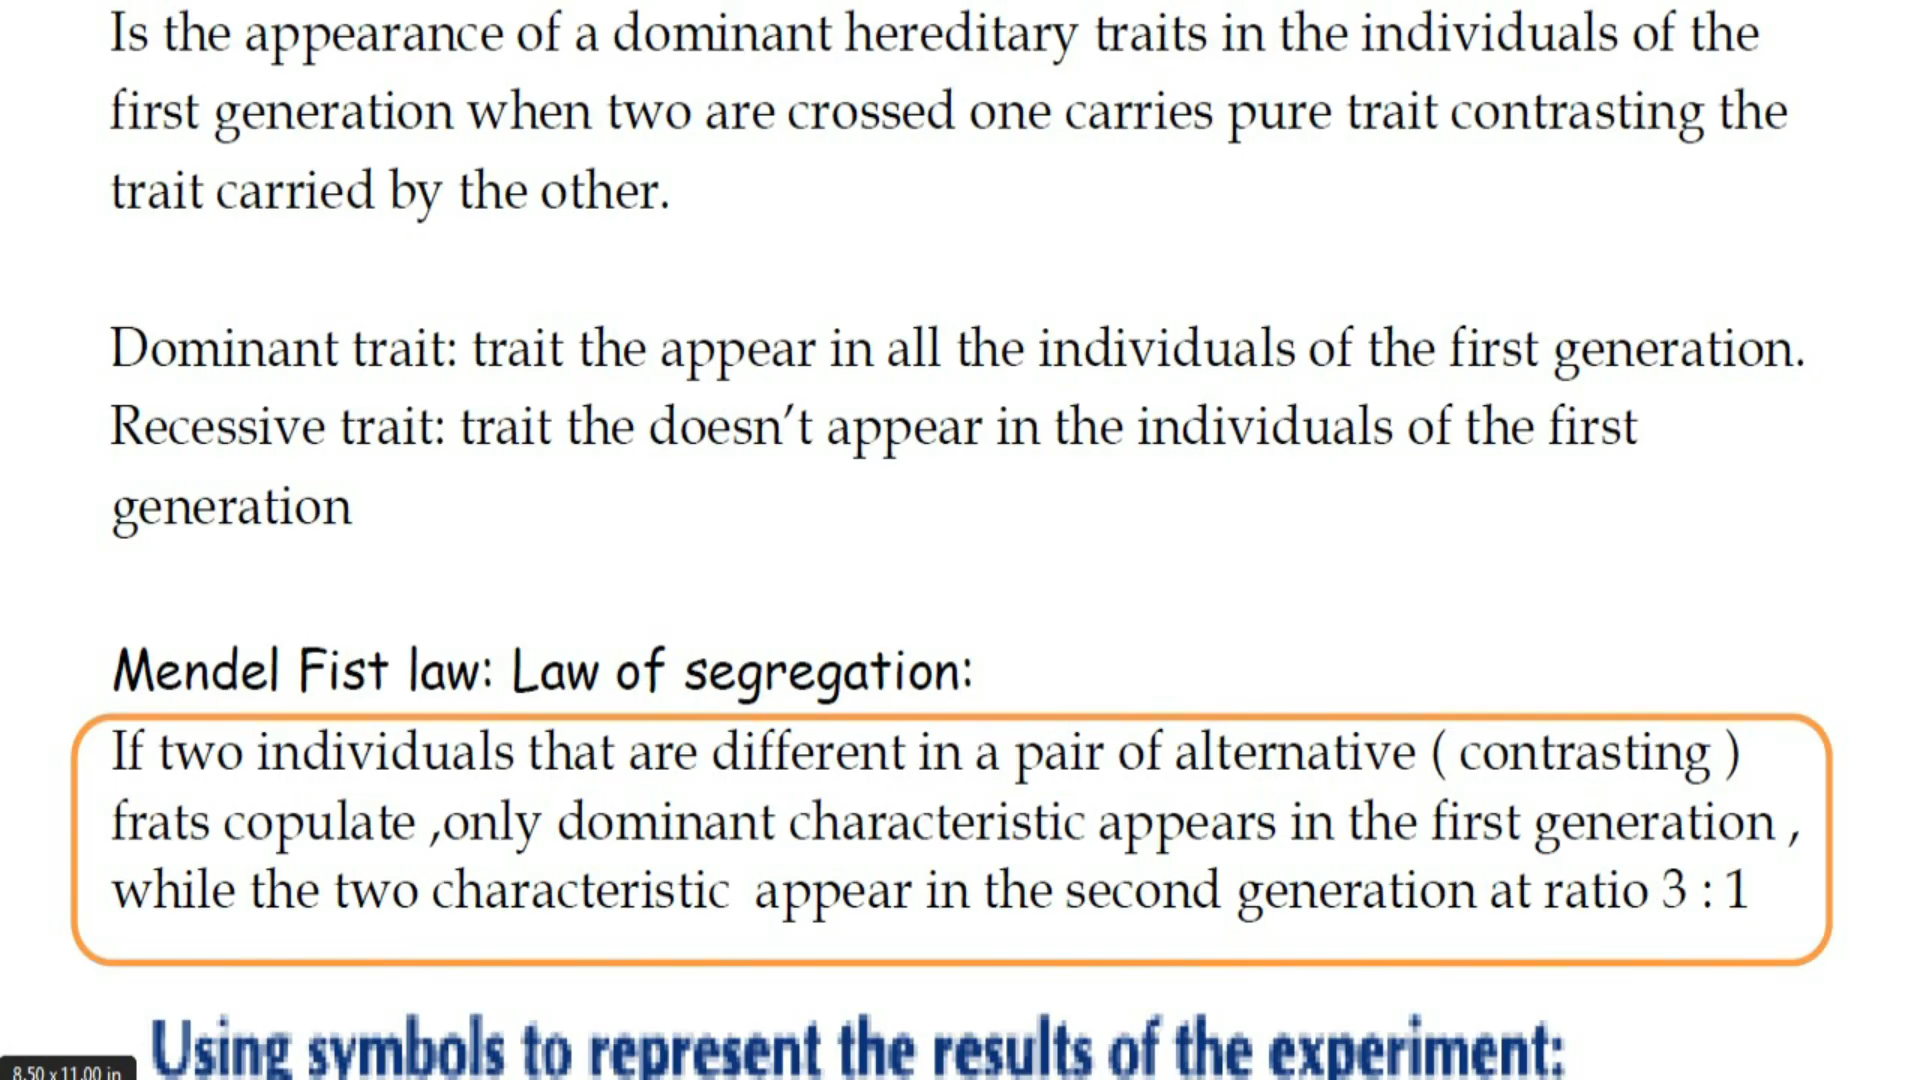 Is the appearance of a dominant hereditary traits in the individuals of the
first generation when two are crossed one carries pure trait contrasting the
trait carried by the other.
Dominant trait: trait the appear in all the individuals of the first generation.
Recessive trait: trait the doesn’t appear in the individuals of the first
generation
Mendel Fist law: Law of segregation:
If two individuals that are different in a pair of alternative ( contrasting )
frats copulate ,only dominant characteristic appears in the first generation ,
while the two characteristic appear in the second generation at ratio 3 : 1
Using symbols to represent the results of the experiment:
8.50 x 11.00 in